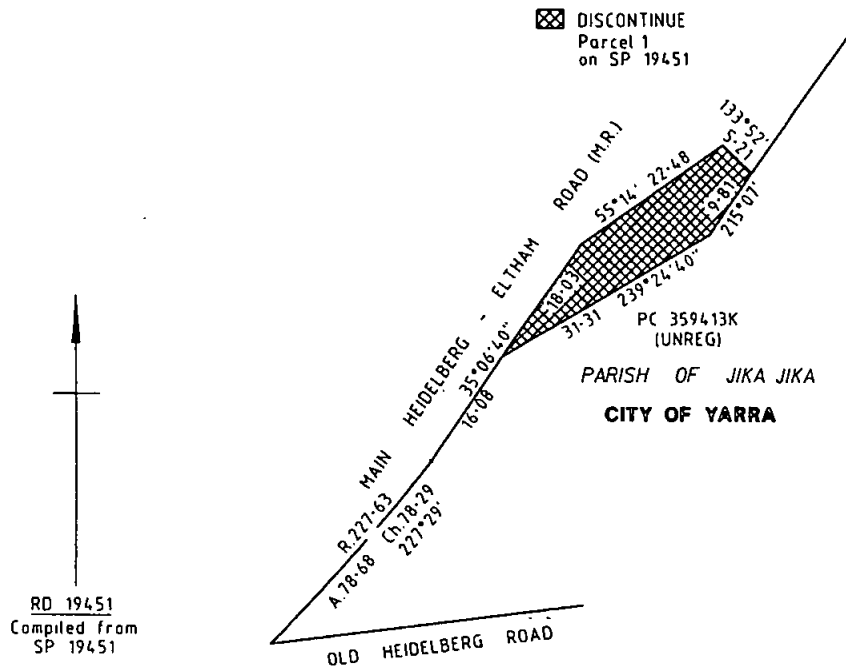 DISCONTINUE
Parcel 1
on SP 19451
133°52'
5·21
55°14' 22·48
9·81
215°07'
18·03
31·31 239°24'40"
MAIN HEIDELBERG - ELTHAM ROAD (M.R.)
35°06'40"
16·08
PC 359413K
(UNREG)
PARISH OF JIKA JIKA
CITY OF YARRA
R.227·63
Ch.78·29
227°29'
A.78·68
OLD HEIDELBERG ROAD
RD 19451
Compiled from
SP 19451